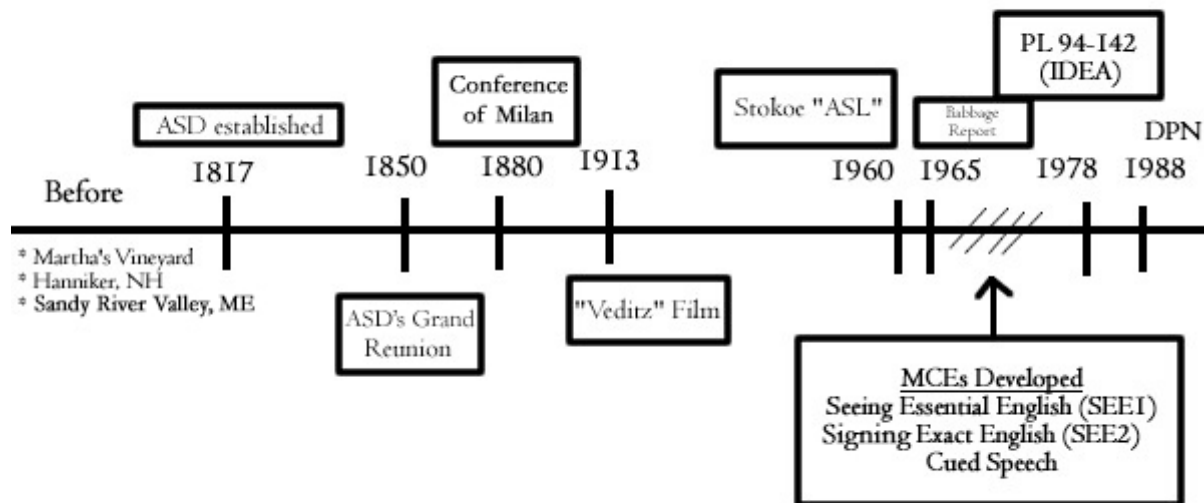 PL 94-142
(IDEA)
Conference
of Milan
Stokoe "ASL"
Babbage
Report
ASD established
DPN
1817
1850
1880
1913
1960
1965
1978
1988
Before
* Martha's Vineyard
* Hanniker, NH
* Sandy River Valley, ME
ASD's Grand
Reunion
"Veditz" Film
MCEs Developed
Seeing Essential English (SEE1)
Signing Exact English (SEE2)
Cued Speech